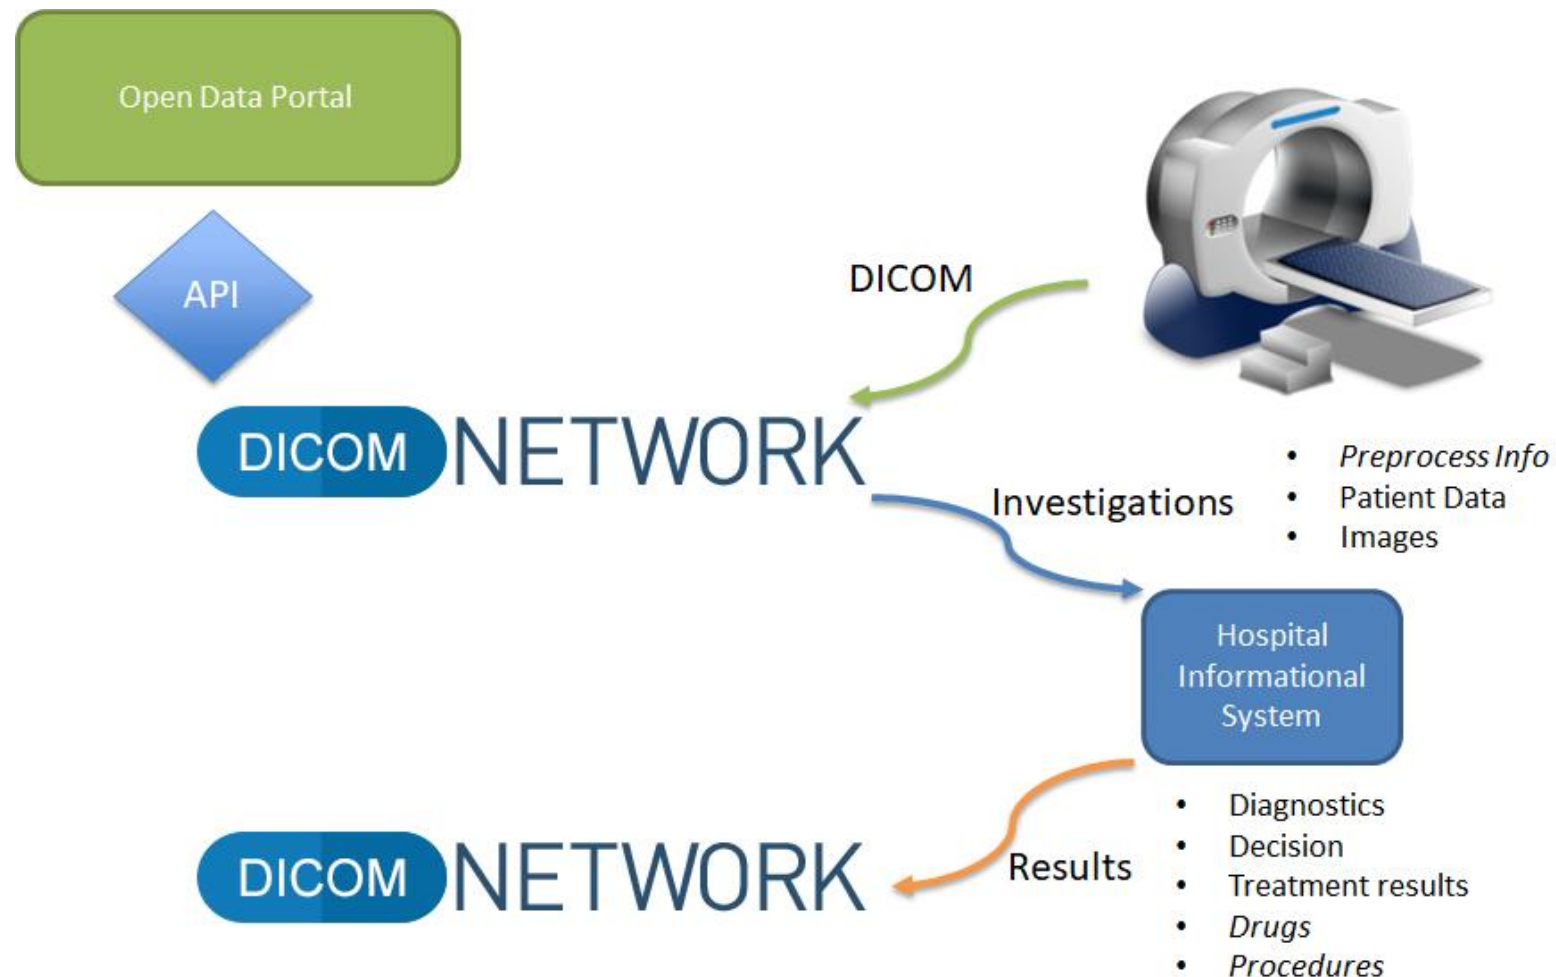 Open Data Portal
API
DICOM
DICOM NETWORK
Investigations
• Preprocess Info
• Patient Data
• Images
Hospital
Informational
System
Results
DICOM NETWORK
• Diagnostics
• Decision
• Treatment results
• Drugs
• Procedures